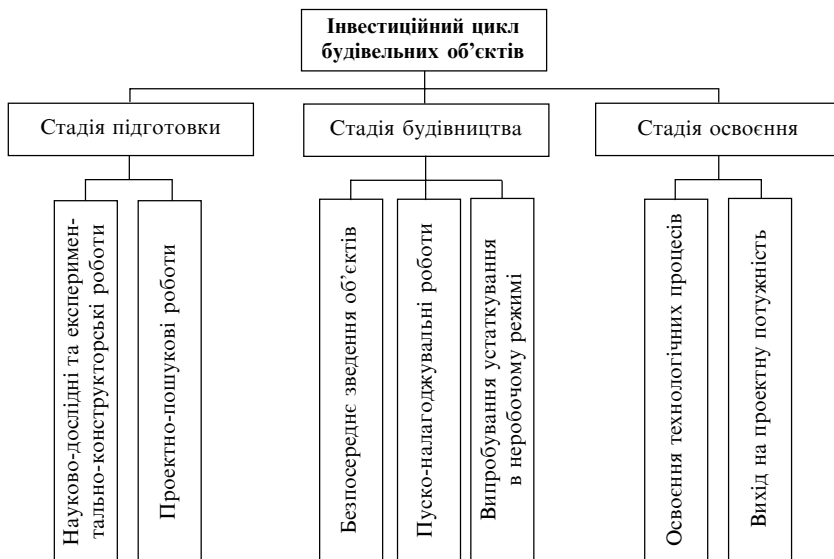 Інвестиційний цикл
будівельних об’єктів
Стадія підготовки
Стадія будівництва
Стадія освоєння
Науково-дослідні та експеримен-
тально-конструкторські роботи
Проектно-пошукові роботи
Безпосереднє зведення об’єктів
Пуско-налагоджувальні роботи
Випробування устаткування
в неробочому режимі
Освоєння технологічних процесів
Вихід на проектну потужність